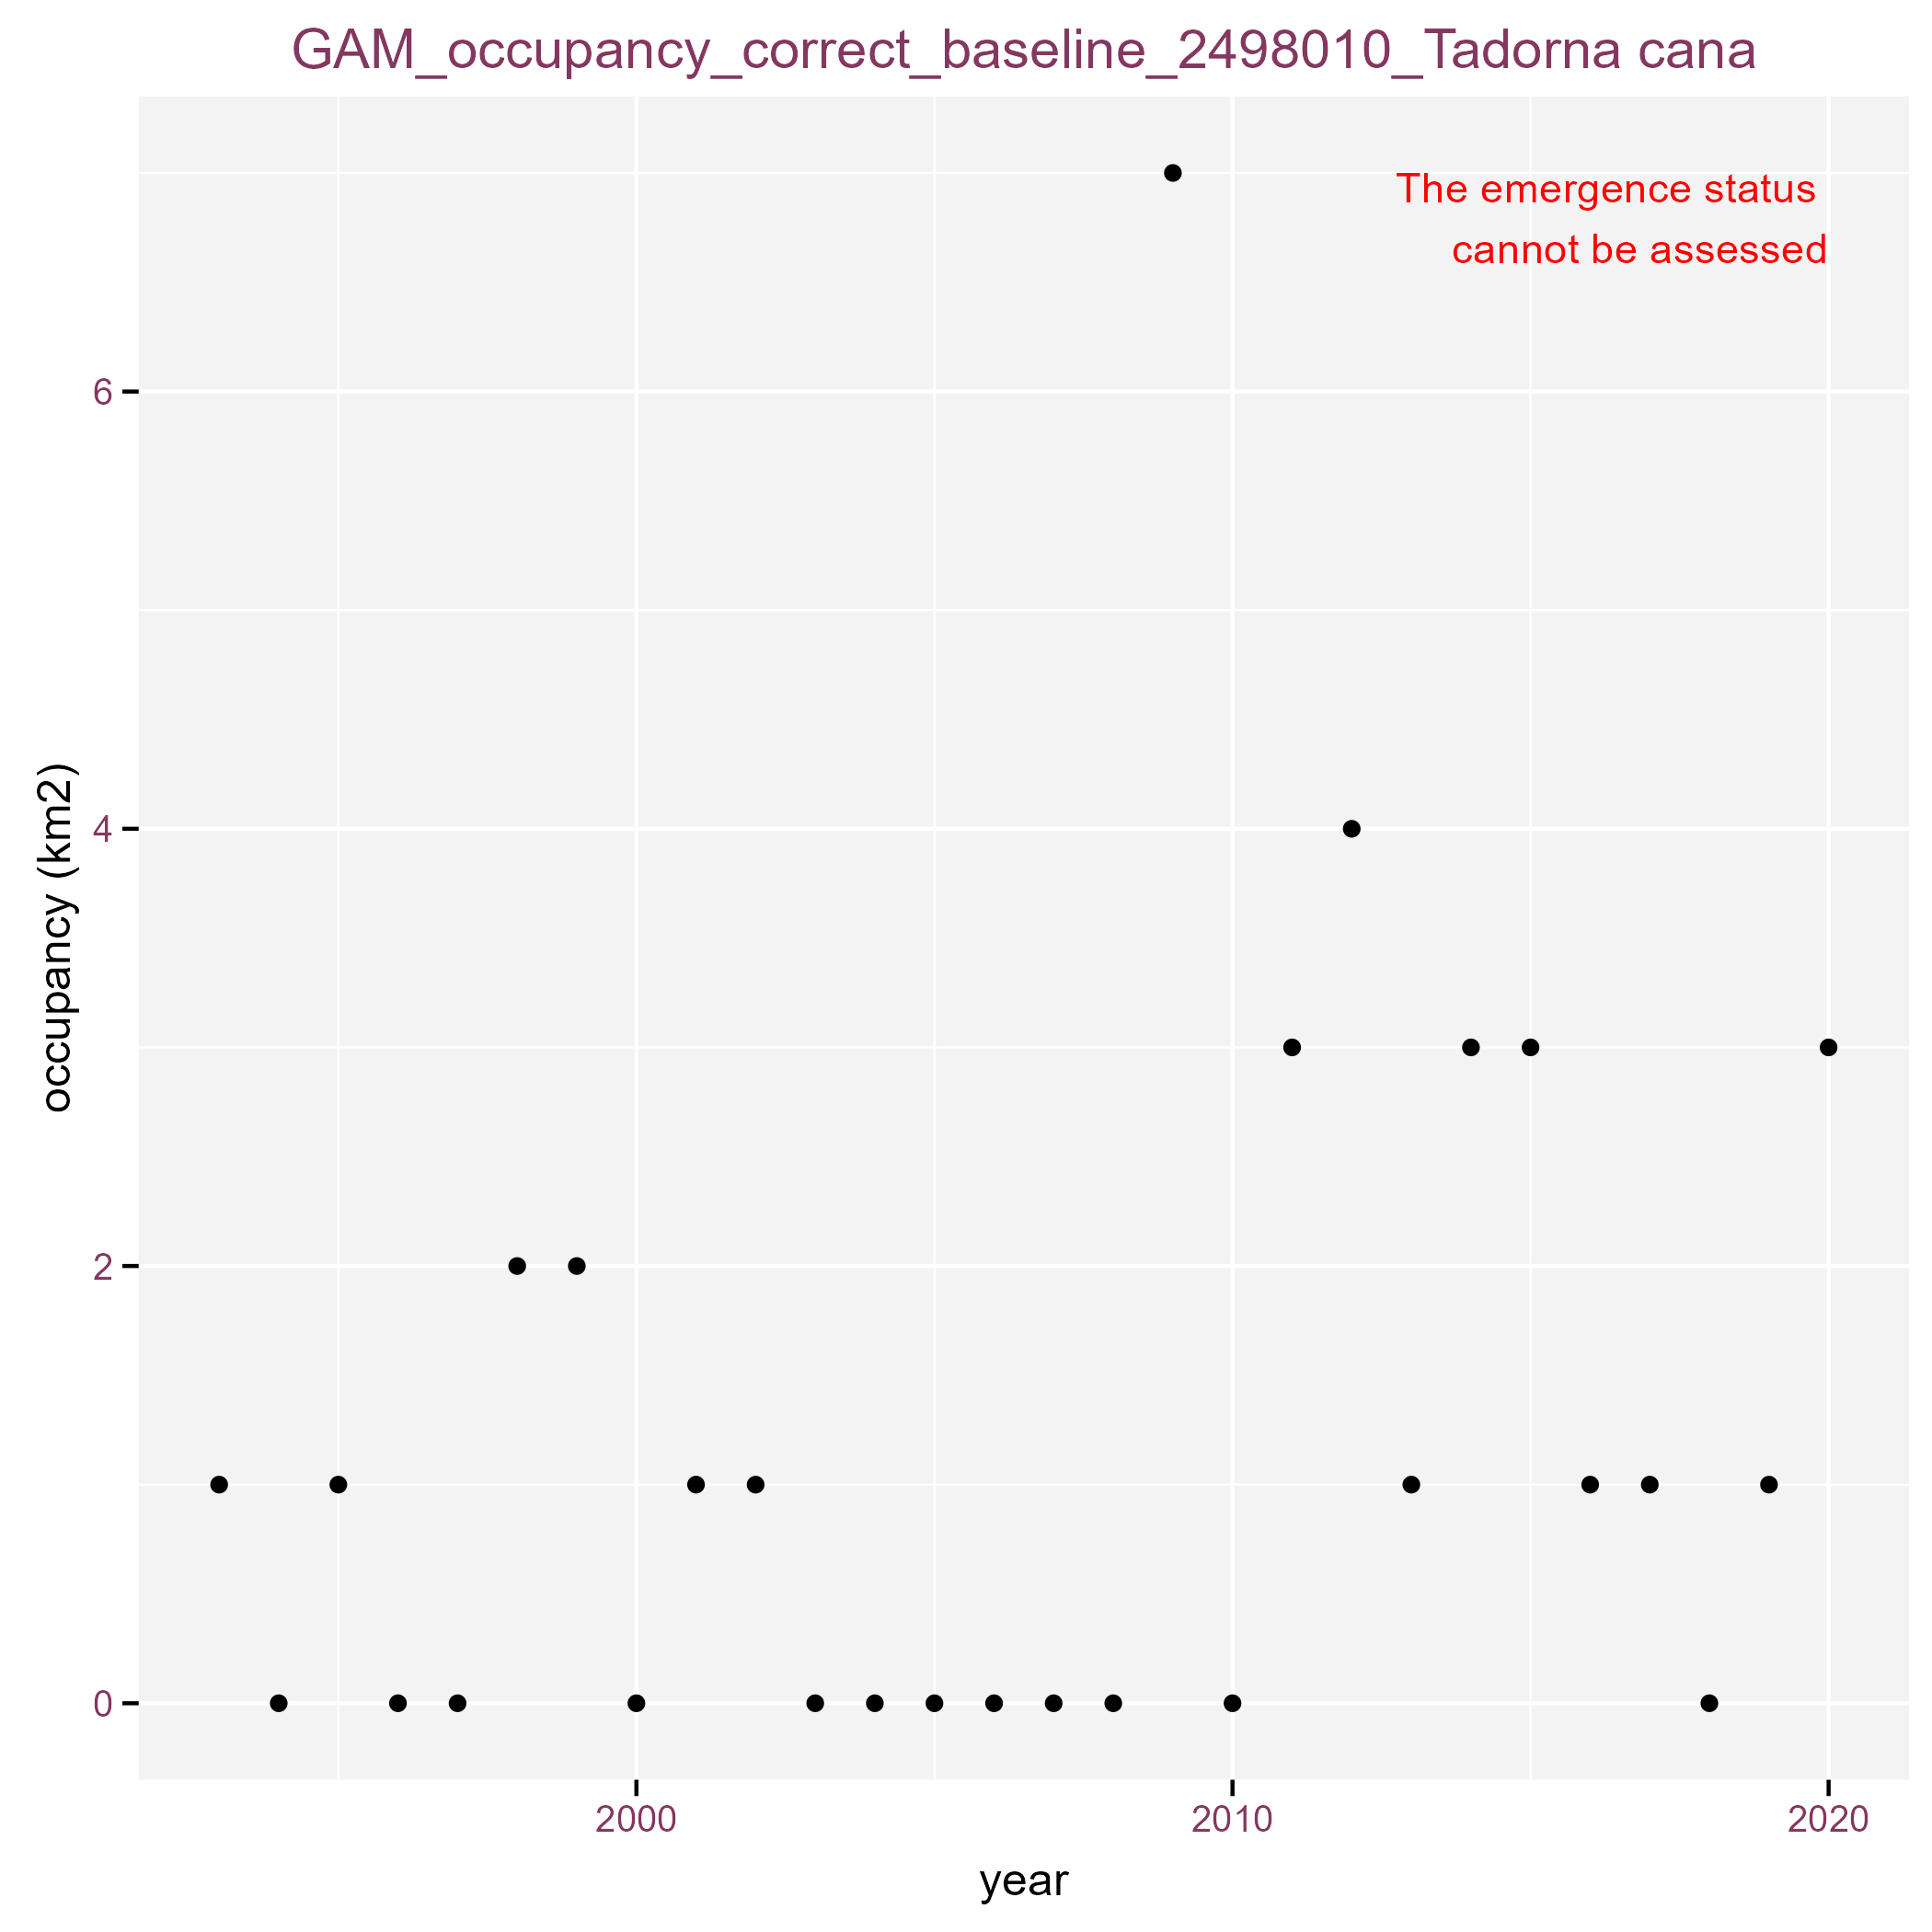 GAM_occupancy_correct_baseline_2498010_Tadorna cana
The emergence status
cannot be assessed
6
4
2
0
occupancy (km2)
2000
2010
2020
year